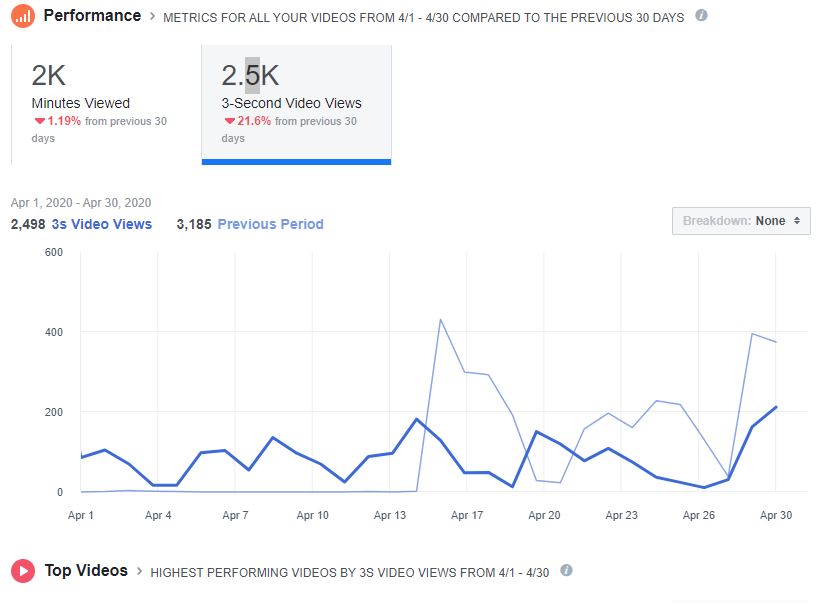 Performance > METRICS FOR ALL YOUR VIDEOS FROM 4/1 - 4/30 COMPARED TO THE PREVIOUS 30 DAYS i
2K
Minutes Viewed
1.19% from previous 30
days
2.5K
3-Second Video Views
21.6% from previous 30
days
Apr 1, 2020 - Apr 30, 2020
2,498 3s Video Views 3,185 Previous Period
Breakdown: None
600
400
200
0
Apr 1 Apr 4 Apr 7 Apr 10 Apr 13 Apr 17 Apr 20 Apr 23 Apr 26 Apr 30
Top Videos > HIGHEST PERFORMING VIDEOS BY 3S VIDEO VIEWS FROM 4/1 - 4/30 i